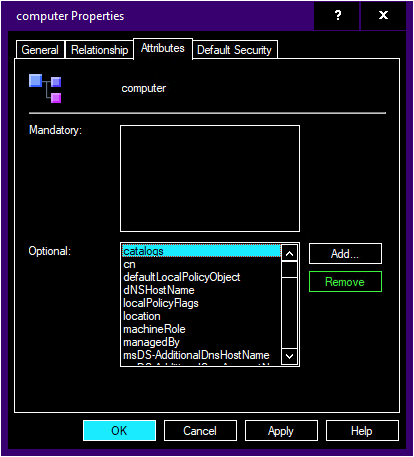 computer Properties
? x
General Relationship Attributes Default Security
computer
Mandatory:
Optional:
catalogs
cn
defaultLocalPolicyObject
dNSHostName
localPolicyFlags
location
machineRole
managedBy
msDS-AdditionalDnsHostName
Add...
Remove
OK Cancel Apply Help